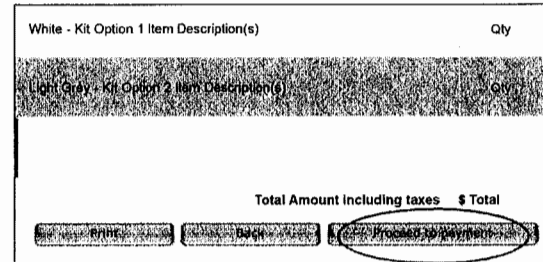 White - Kit Option 1 Item Description(s) Qty
Light Gray - Kit Option 2 Item Description(s) Qty
Total Amount including taxes $ Total
Print Back Proceed to payment